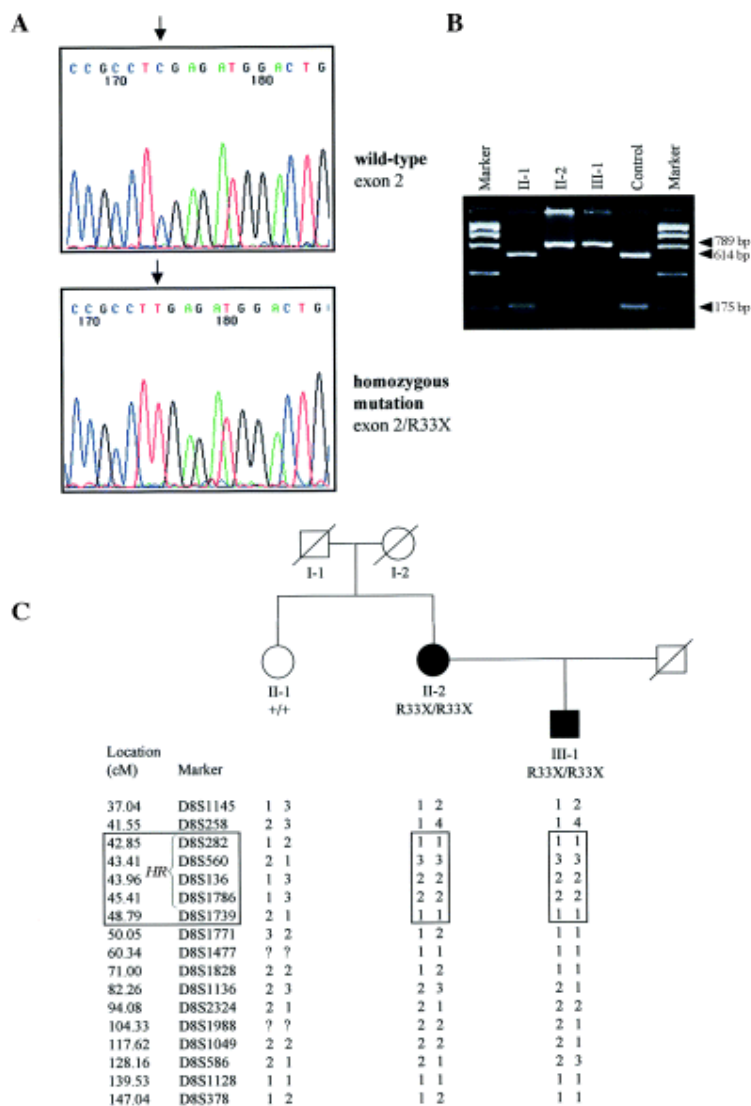 A
C C G C C T C G A G A T G G A C T G
170 180
wild-type
exon 2
C C G C C T T G A G A T G G A C T G
170 180
homozygous
mutation
exon 2/R33X
B
Marker II-1 II-2 III-1 Control Marker
789 bp
614 bp
175 bp
C
I-1 I-2
II-1
+/+
II-2
R33X/R33X
III-1
R33X/R33X
Location
(cM) Marker
37.04 D8S1145 1 3 1 2 1 2
41.55 D8S258 2 3 1 4 1 4
42.85 D8S282 1 2 1 1 1 1
43.41 D8S560 2 1 3 3 3 3
HR
43.96 D8S136 1 3 2 2 2 2
45.41 D8S1786 1 3 2 2 2 2
48.79 D8S1739 2 1 1 1 1 1
50.05 D8S1771 3 2 1 2 1 1
60.34 D8S1477 ? ? 1 1 1 1
71.00 D8S1828 2 2 1 2 1 1
82.26 D8S1136 2 3 2 3 2 1
94.08 D8S2324 2 1 2 1 2 2
104.33 D8S1988 ? ? 2 2 2 1
117.62 D8S1049 2 2 2 2 2 1
128.16 D8S586 2 1 2 1 2 3
139.53 D8S1128 1 1 1 1 1 1
147.04 D8S378 1 2 1 2 1 1